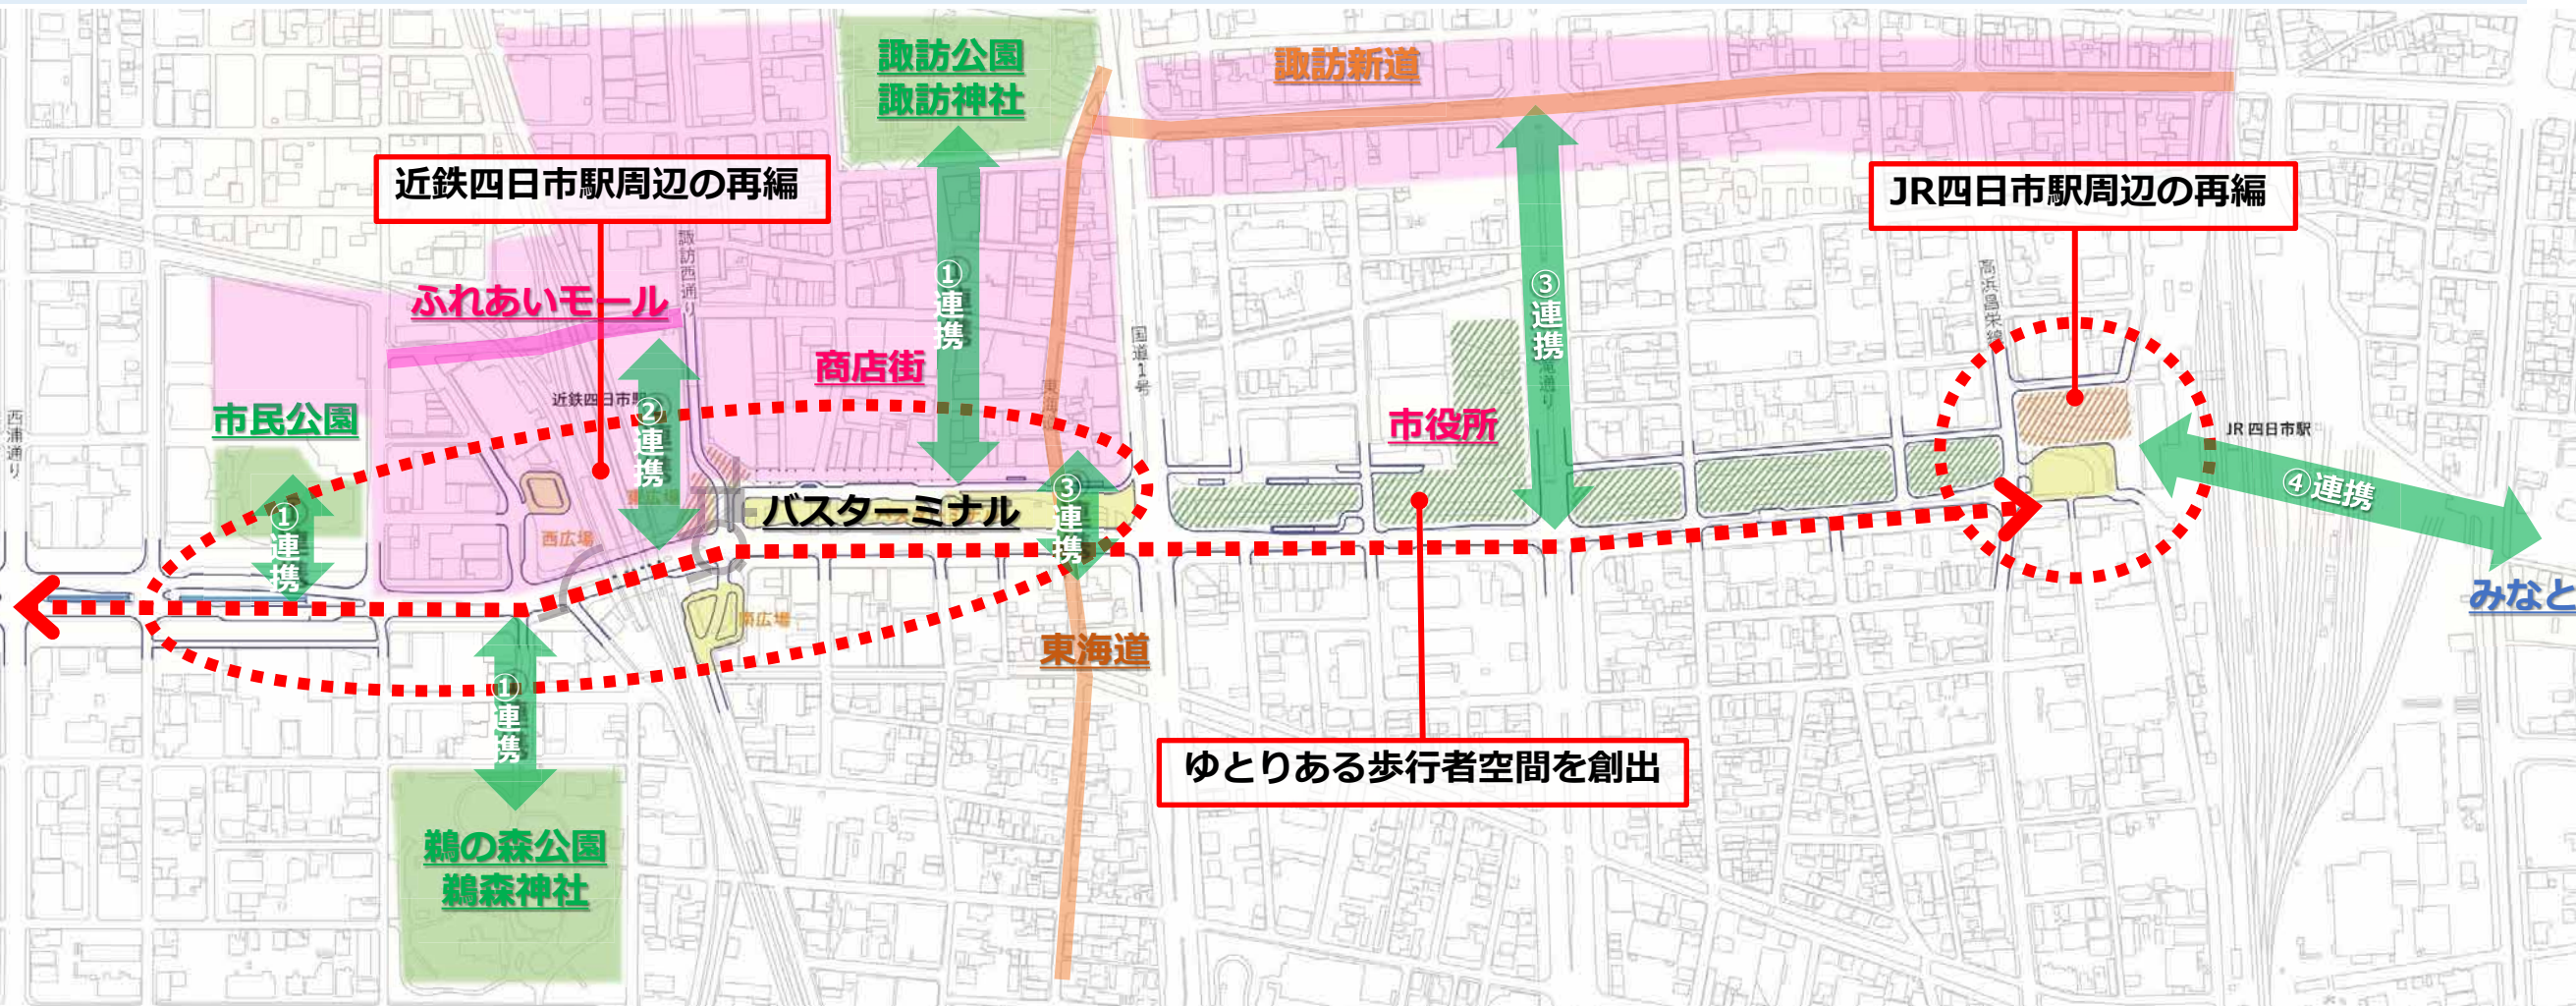 諏訪公園
諏訪神社
諏訪新道
近鉄四日市駅周辺の再編
JR四日市駅周辺の再編
諏訪西通り
ふれあいモール
①連携
③連携
高浜昌栄線
国道1号
商店街
近鉄四日市駅
②連携
市民公園
西浦通り
市役所
JR 四日市駅
④連携
①連携
バスターミナル
③連携
西広場
みなと
南広場
東海道
①連携
ゆとりある歩行者空間を創出
鵜の森公園
鵜森神社